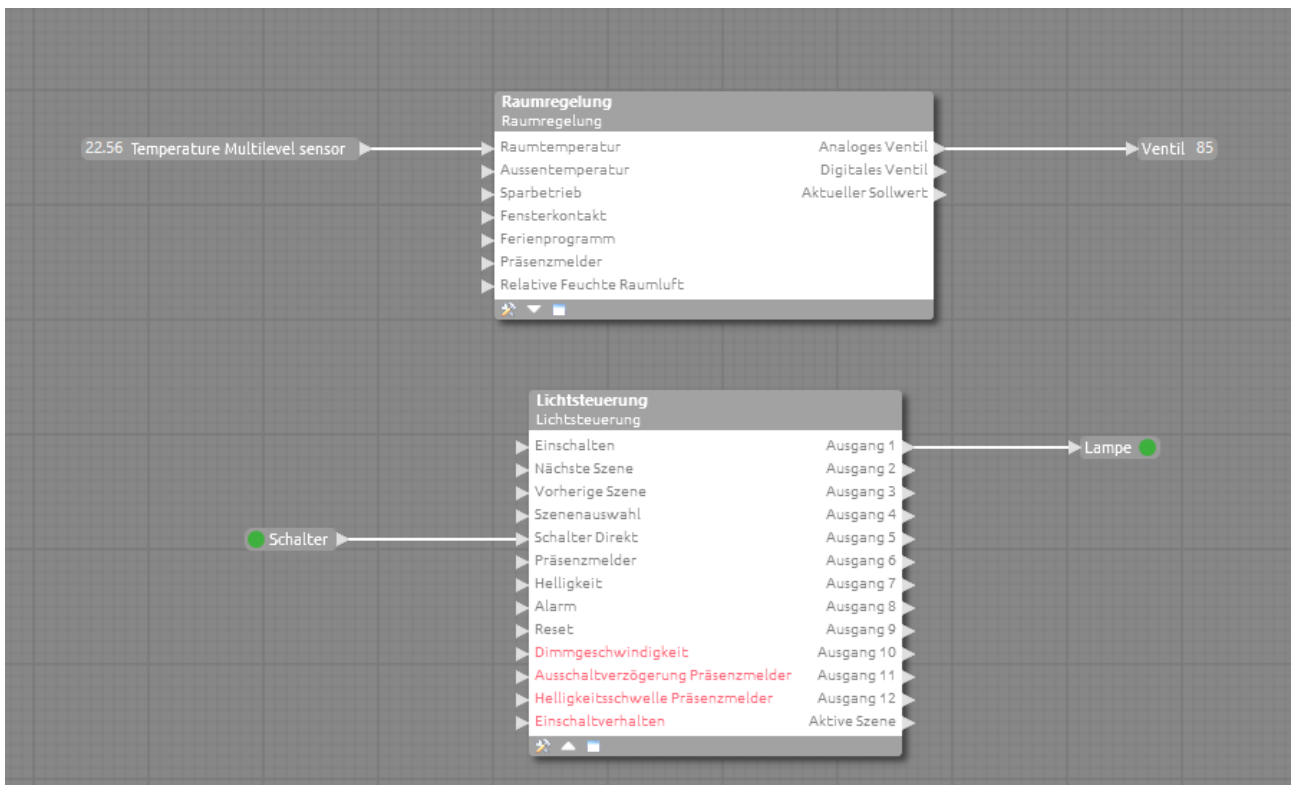 Raumregelung
Raumregelung
22.56 Temperature Multilevel sensor
Raumtemperatur Analoges Ventil
Ventil 85
Aussentemperatur Digitales Ventil
Sparbetrieb Aktueller Sollwert
Fensterkontakt
Ferienprogramm
Präsenzmelder
Relative Feuchte Raumluft
Lichtsteuerung
Lichtsteuerung
Einschalten Ausgang 1
Lampe
Nächste Szene Ausgang 2
Vorherige Szene Ausgang 3
Szenenauswahl Ausgang 4
Schalter
Schalter Direkt Ausgang 5
Präsenzmelder Ausgang 6
Helligkeit Ausgang 7
Alarm Ausgang 8
Reset Ausgang 9
Dimmgeschwindigkeit Ausgang 10
Ausschaltverzögerung Präsenzmelder Ausgang 11
Helligkeitsschwelle Präsenzmelder Ausgang 12
Einschaltverhalten Aktive Szene